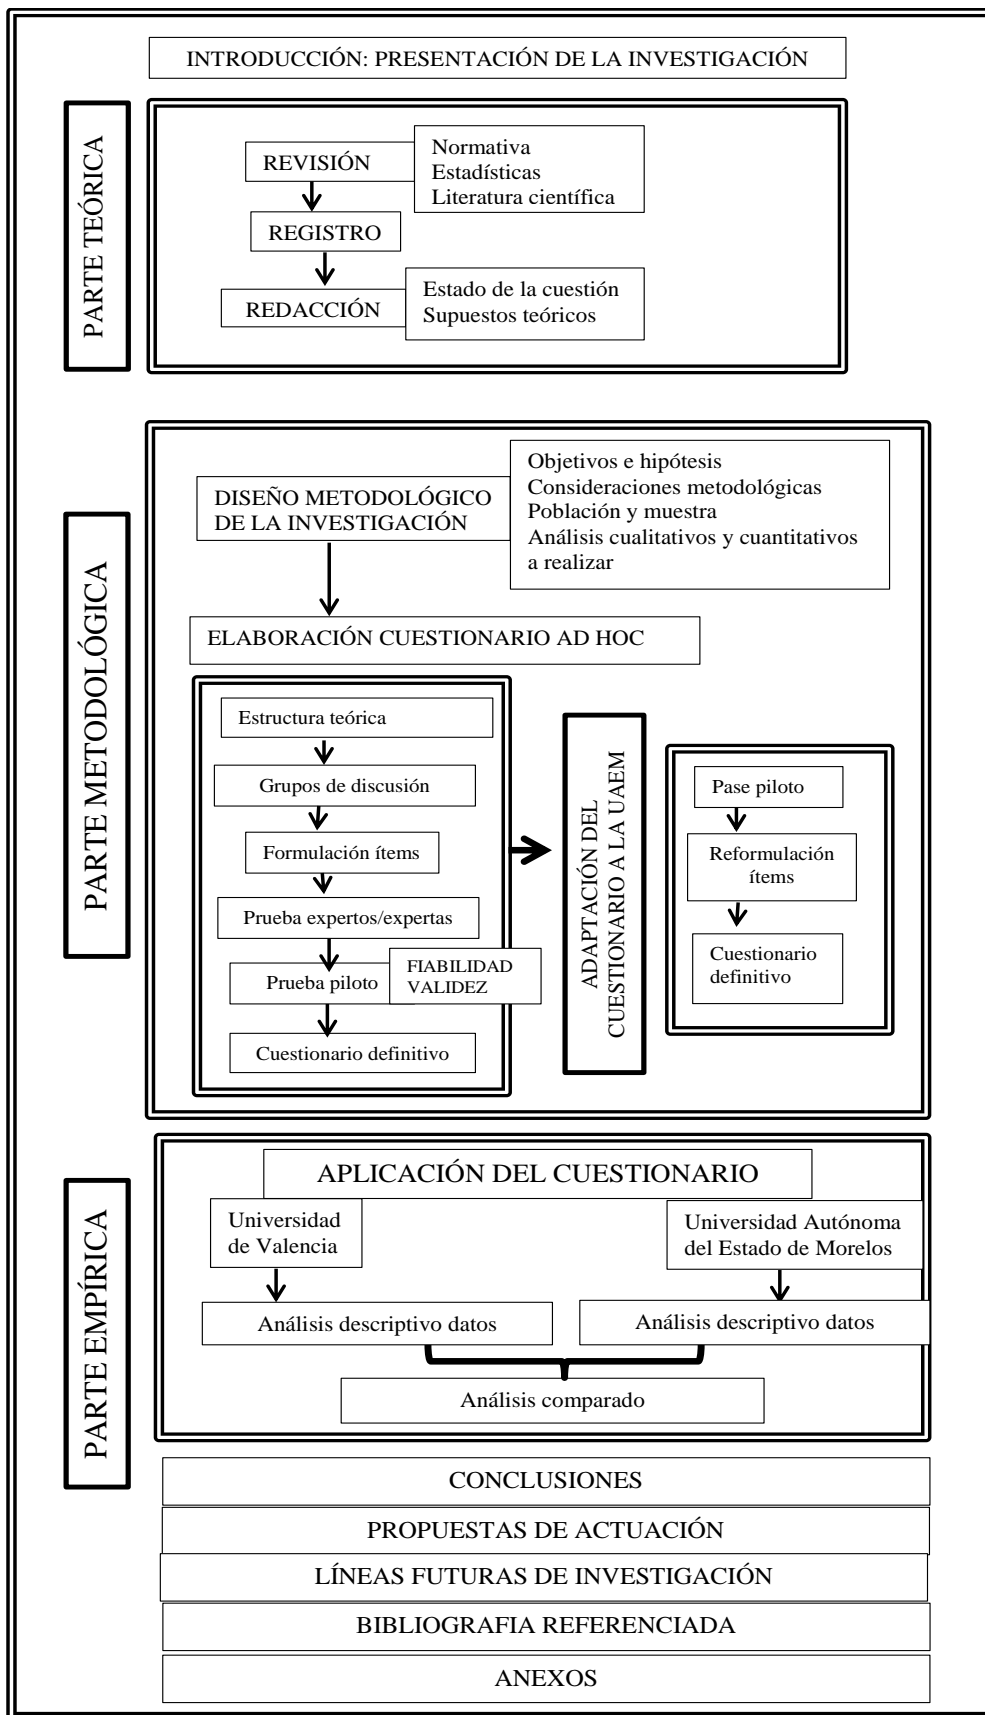 INTRODUCCIÓN: PRESENTACIÓN DE LA INVESTIGACIÓN
PARTE TEÓRICA
REVISIÓN
Normativa
Estadísticas
Literatura científica
REGISTRO
REDACCIÓN
Estado de la cuestión
Supuestos teóricos
PARTE METODOLÓGICA
DISEÑO METODOLÓGICO
DE LA INVESTIGACIÓN
Objetivos e hipótesis
Consideraciones metodológicas
Población y muestra
Análisis cualitativos y cuantitativos
a realizar
ELABORACIÓN CUESTIONARIO AD HOC
Estructura teórica
Grupos de discusión
Formulación ítems
Prueba expertos/expertas
Prueba piloto
FIABILIDAD
VALIDEZ
Cuestionario definitivo
ADAPTACIÓN DEL
CUESTIONARIO A LA UAEM
Pase piloto
Reformulación
ítems
Cuestionario
definitivo
PARTE EMPÍRICA
APLICACIÓN DEL CUESTIONARIO
Universidad
de Valencia
Universidad Autónoma
del Estado de Morelos
Análisis descriptivo datos
Análisis descriptivo datos
Análisis comparado
CONCLUSIONES
PROPUESTAS DE ACTUACIÓN
LÍNEAS FUTURAS DE INVESTIGACIÓN
BIBLIOGRAFIA REFERENCIADA
ANEXOS